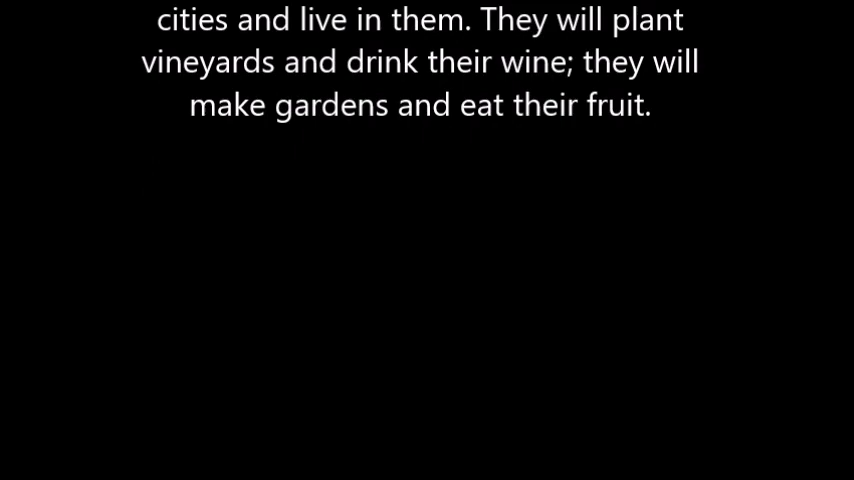 cities and live in them. They will plant
vineyards and drink their wine; they will
make gardens and eat their fruit.